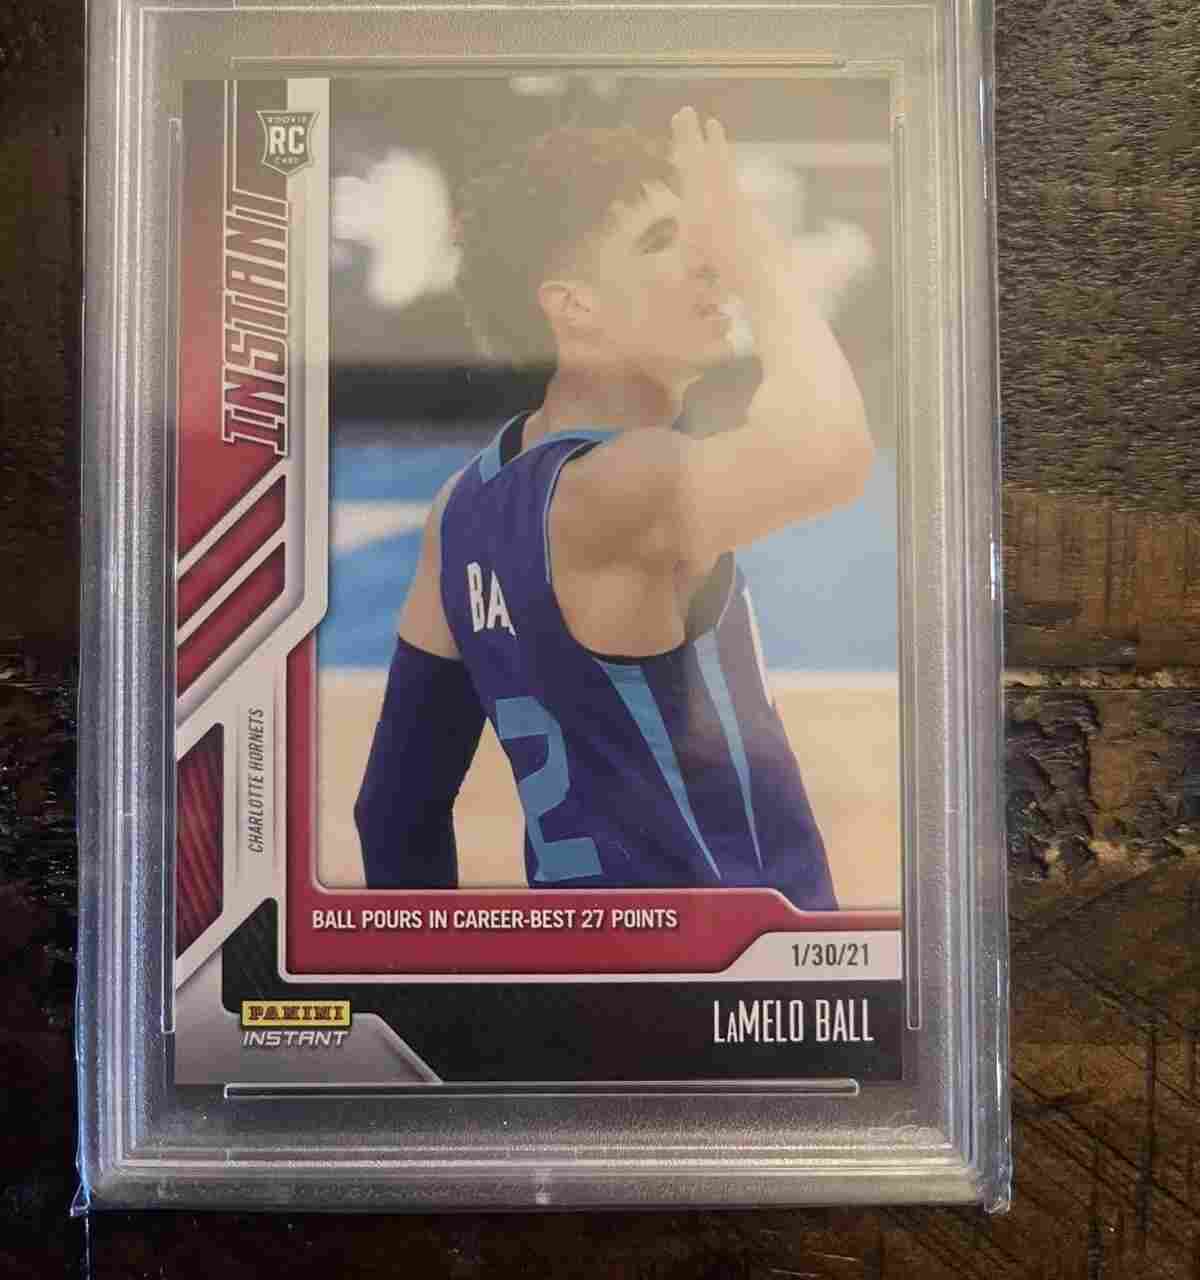 ROOKIE
RC
CARD
INSTANT
CHARLOTTE HORNETS
BA
2
BALL POURS IN CAREER-BEST 27 POINTS
1/30/21
PANINI
INSTANT
LaMELO BALL